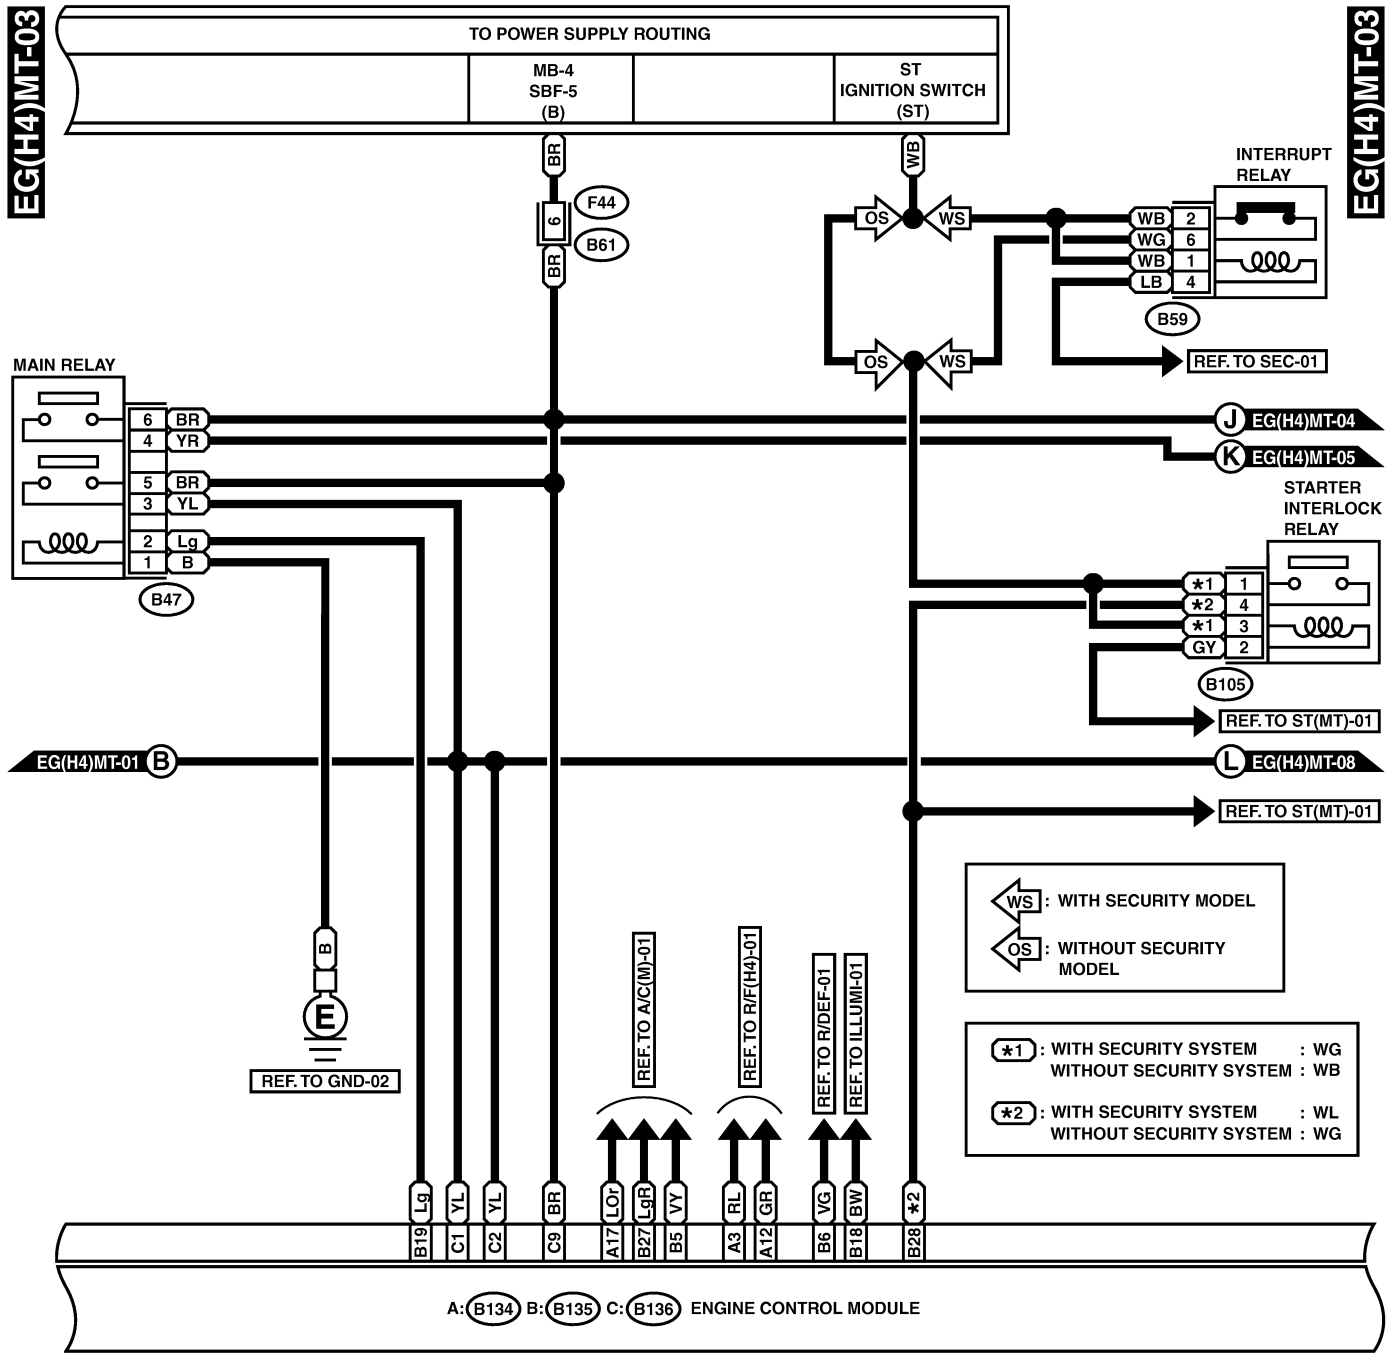 EG(H4)MT-03
EG(H4)MT-03
TO POWER SUPPLY ROUTING
MB-4
SBF-5
(B)
ST
IGNITION SWITCH
(ST)
BR
WB
6
F44
B61
BR
OS
WS
INTERRUPT
RELAY
WB 2
WG 6
WB 1
LB 4
B59
OS
WS
REF. TO SEC-01
MAIN RELAY
6 BR
4 YR
5 BR
3 YL
2 Lg
1 B
B47
J EG(H4)MT-04
K EG(H4)MT-05
STARTER
INTERLOCK
RELAY
*1 1
*2 4
*1 3
GY 2
B105
REF. TO ST(MT)-01
EG(H4)MT-01 B
L EG(H4)MT-08
REF. TO ST(MT)-01
WS : WITH SECURITY MODEL
OS : WITHOUT SECURITY
MODEL
B
E
REF. TO GND-02
REF. TO A/C(M)-01
REF. TO R/F(H4)-01
REF. TO R/DEF-01
REF. TO ILLUMI-01
*1 : WITH SECURITY SYSTEM : WG
WITHOUT SECURITY SYSTEM : WB
*2 : WITH SECURITY SYSTEM : WL
WITHOUT SECURITY SYSTEM : WG
Lg YL YL BR LOr LgR VY RL GR VG BW *2
B19 C1 C2 C9 A17 B27 B5 A3 A12 B6 B18 B28
A: B134 B: B135 C: B136 ENGINE CONTROL MODULE